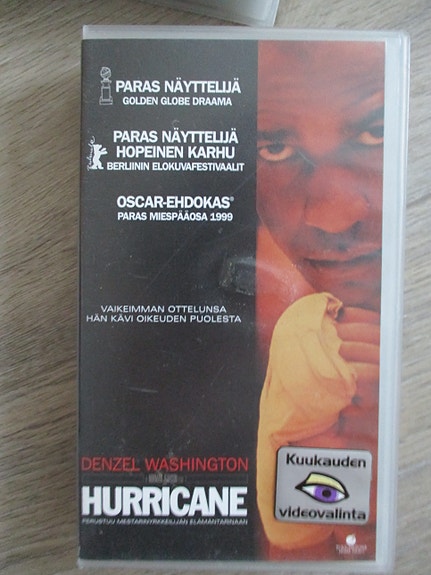 PARAS NÄYTTELIJÄ
GOLDEN GLOBE DRAAMA
PARAS NÄYTTELIJÄ
HOPEINEN KARHU
BERLIININ ELOKUVAFESTIVAALIT
OSCAR-EHDOKAS®
PARAS MIESPÄÄOSA 1999
VAIKEIMMAN OTTELUNSA
HÄN KÄVI OIKEUDEN PUOLESTA
DENZEL WASHINGTON
HURRICANE
PERUSTUU MESTARINYRKKEILIJÄN ELÄMÄNTARINAAN
Kuukauden
videovalinta